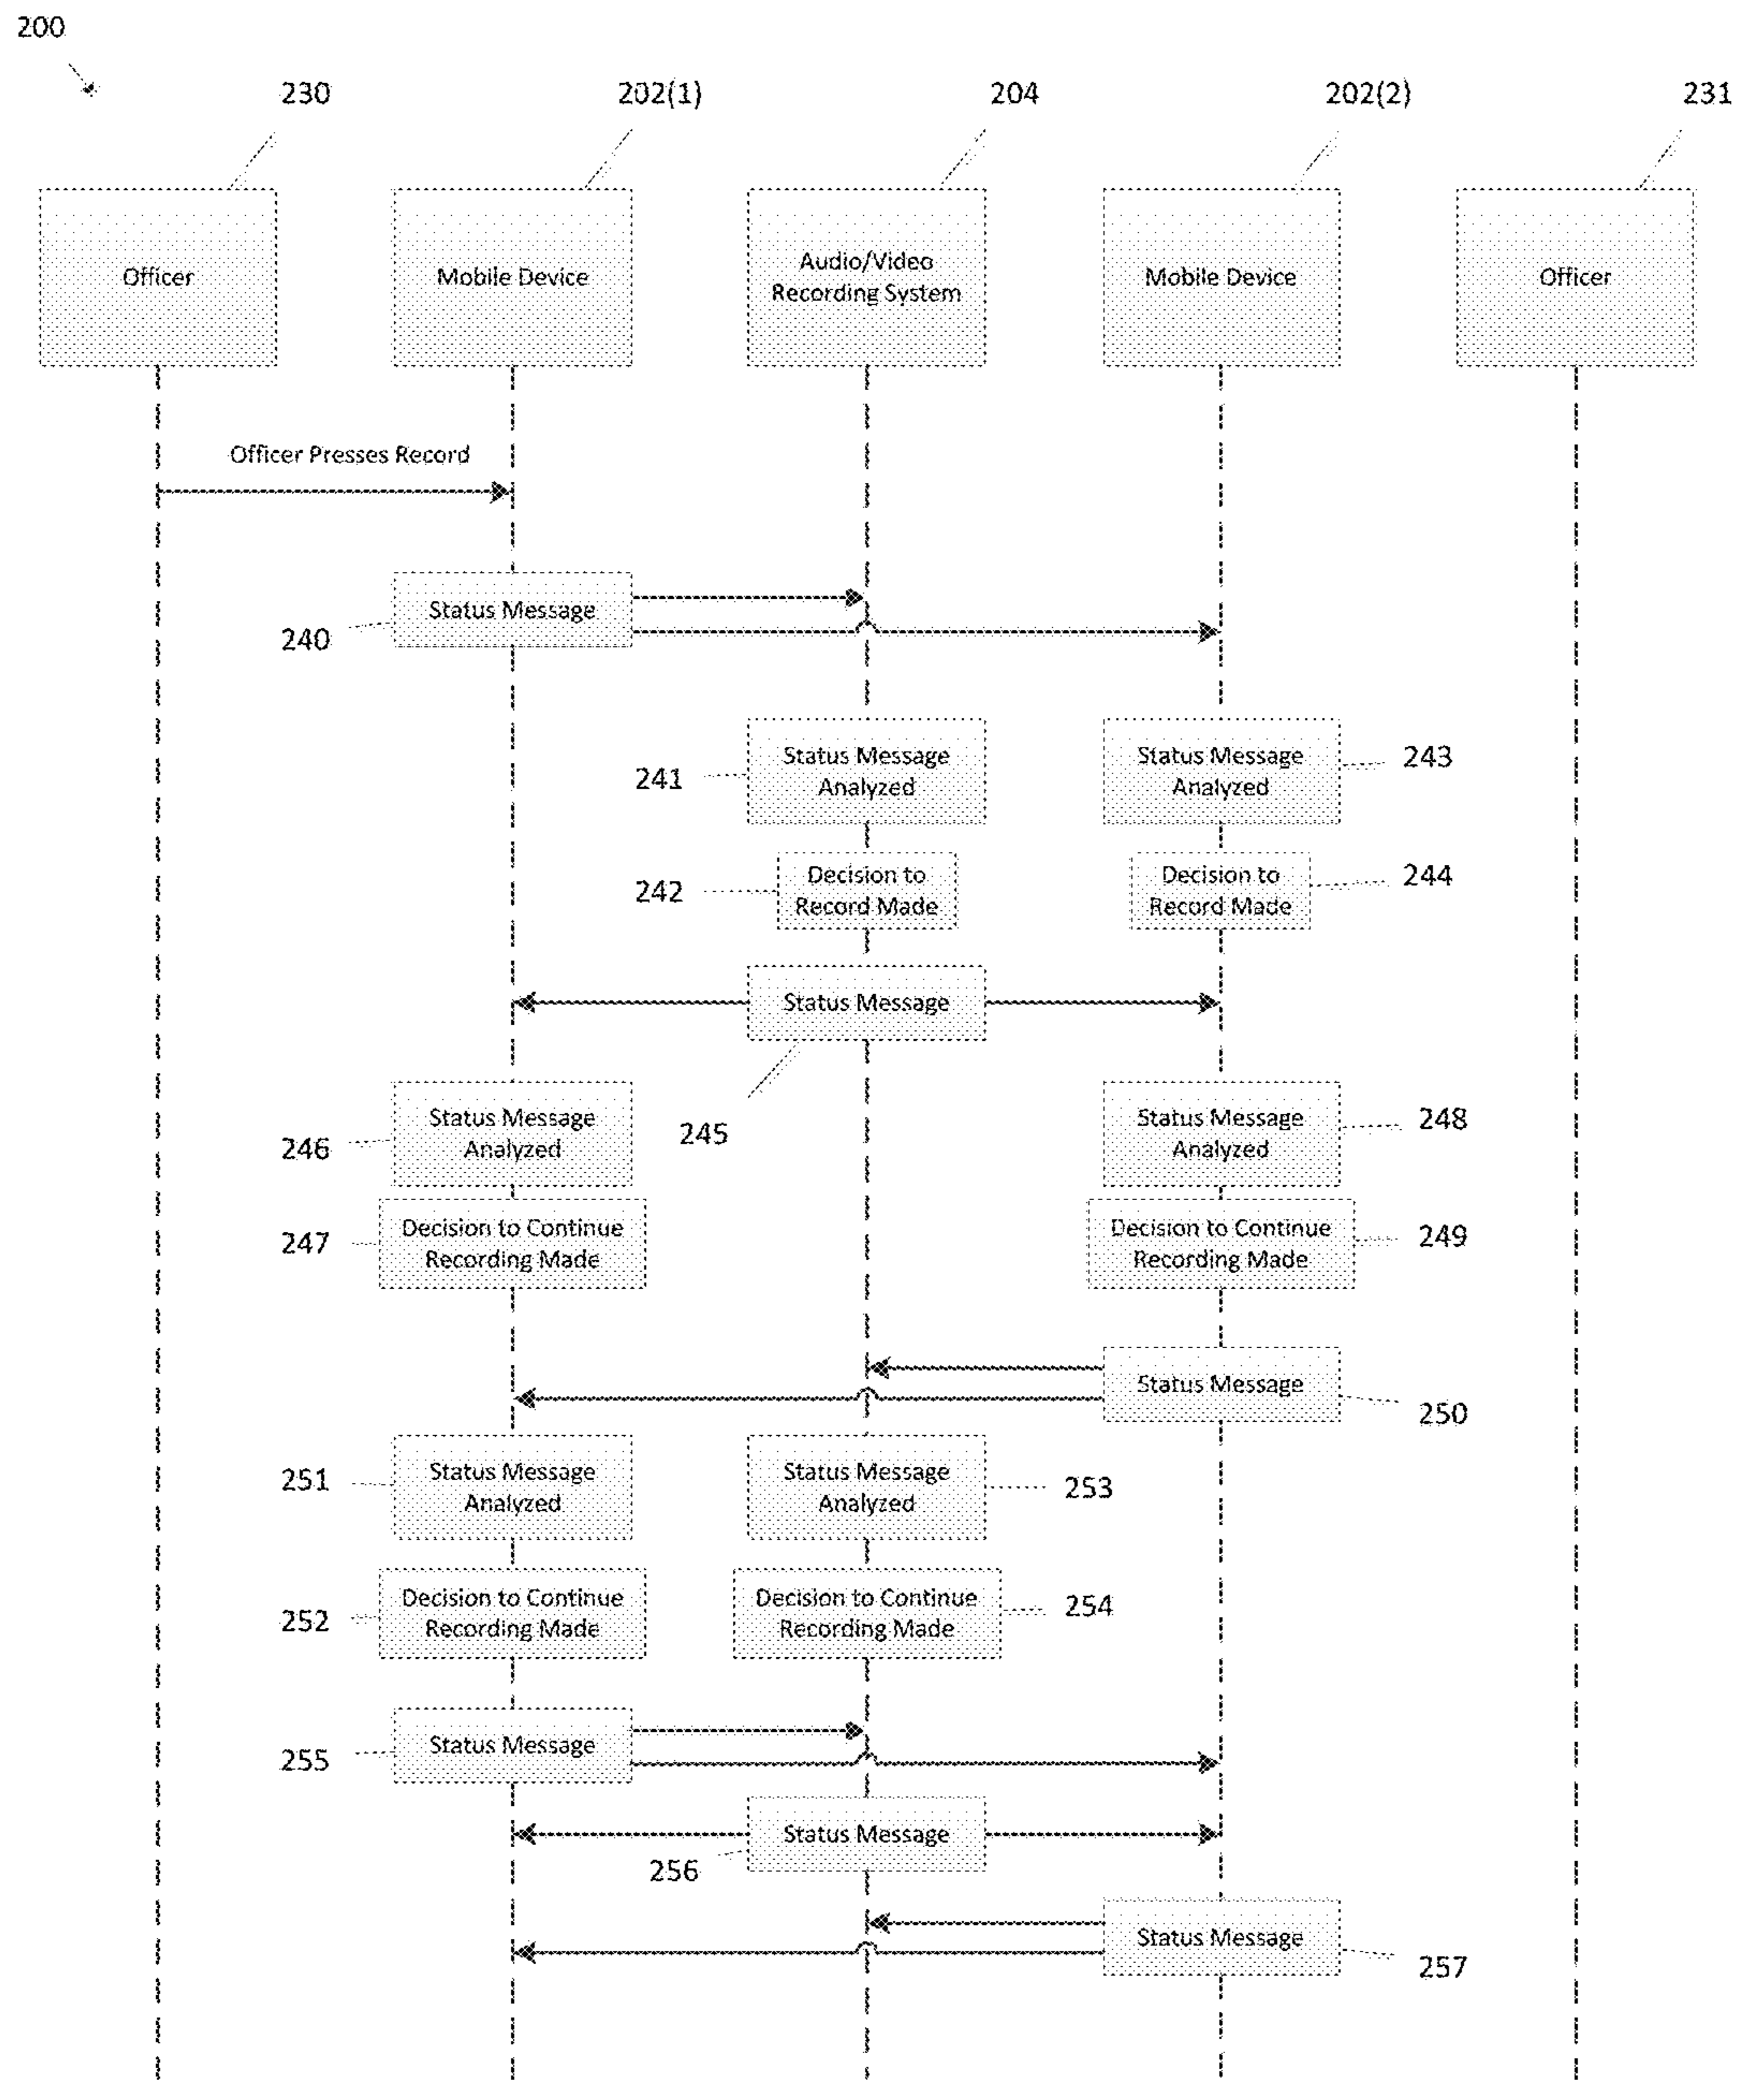 200
230
202(1)
204
202(2)
231
Officer
Mobile Device
Audio/Video
Recording System
Mobile Device
Officer
Officer Presses Record
Status Message
240
Status Message
Analyzed
241
Status Message
Analyzed
243
Decision to
Record Made
242
Decision to
Record Made
244
Status Message
245
Status Message
Analyzed
246
Status Message
Analyzed
248
Decision to Continue
Recording Made
247
Decision to Continue
Recording Made
249
Status Message
250
Status Message
Analyzed
251
Status Message
Analyzed
253
Decision to Continue
Recording Made
252
Decision to Continue
Recording Made
254
Status Message
255
Status Message
256
Status Message
257